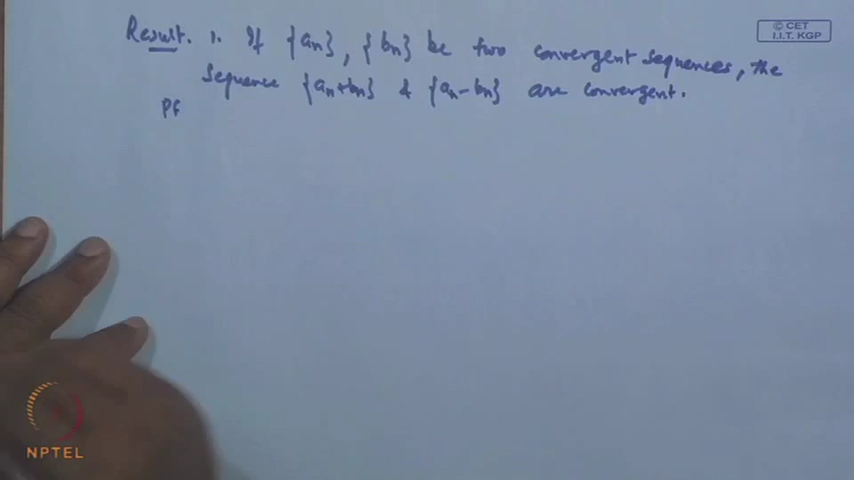 © CET
I.I.T. KGP
Result. 1. If {an}, {bn} be two convergent sequences, the
sequence {an+bn} & {an-bn} are convergent.
Pf
NPTEL